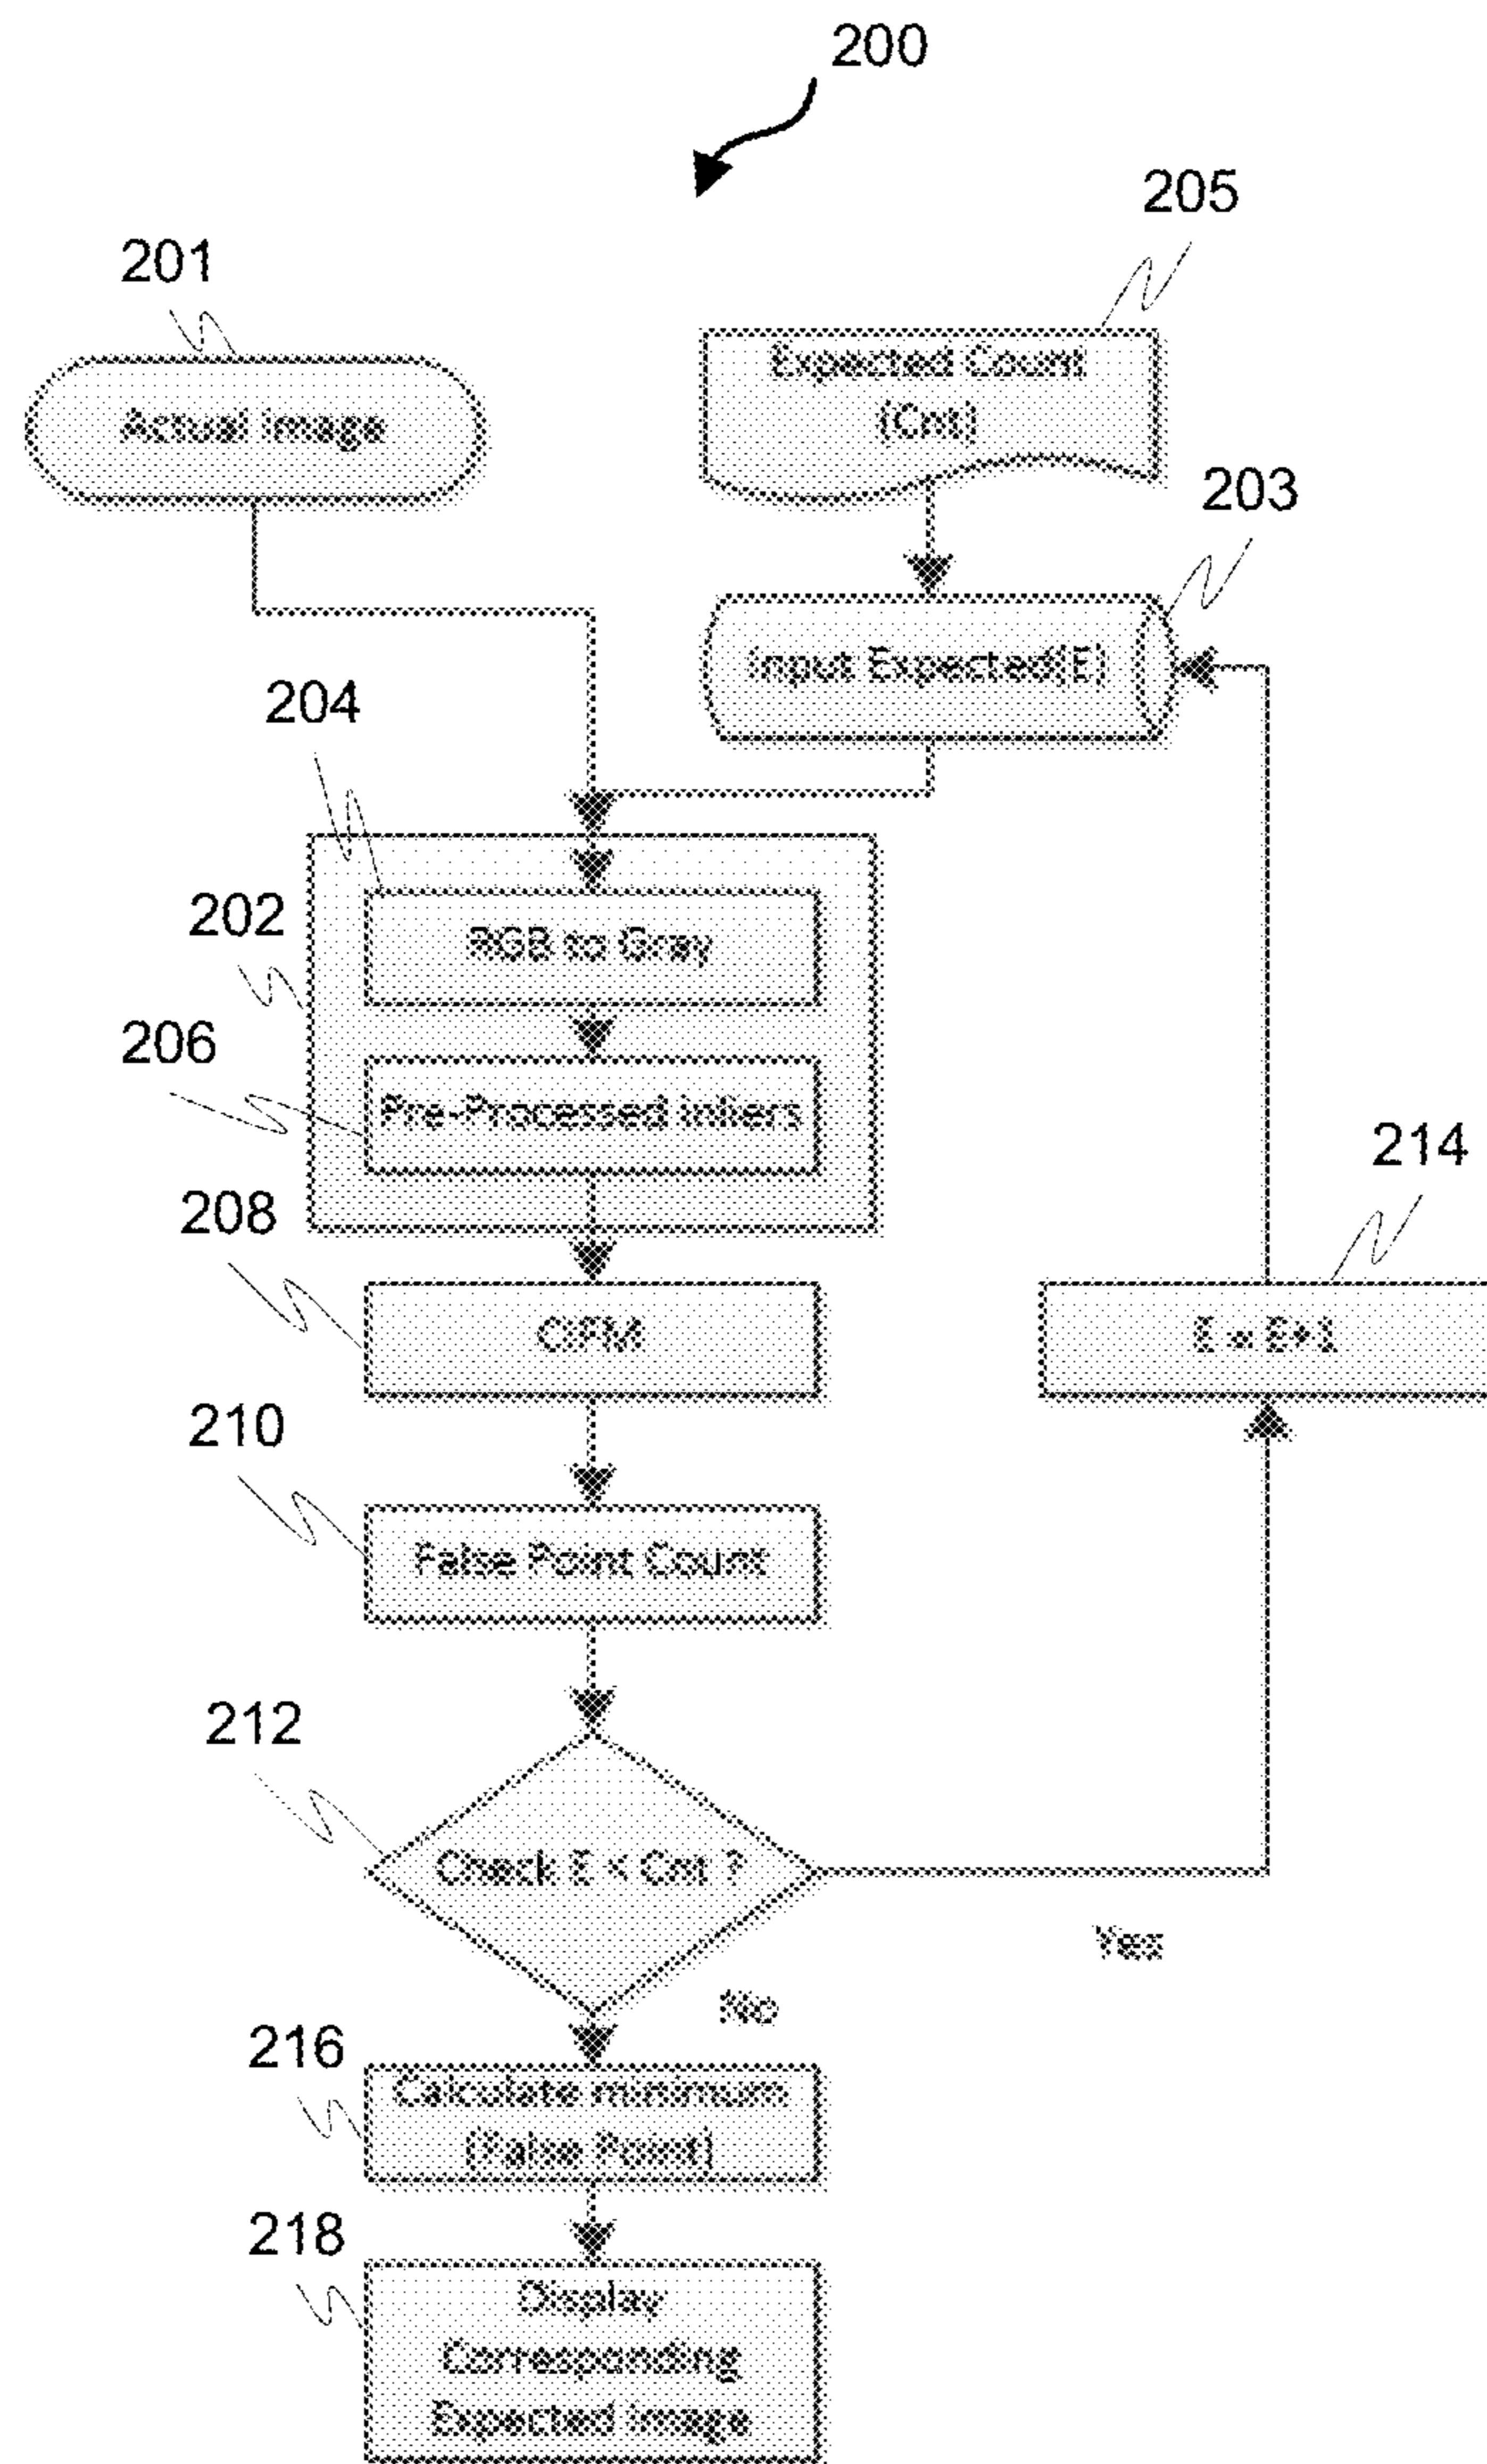 200
205
201
Expected Count
(Cnt)
Actual image
203
Input Expected(E)
204
RGB to Gray
202
206
Pre-Processed inliers
214
208
CIFM
E = E+1
210
False Point Count
212
Check E < Cnt ?
Yes
No
216
Calculate minimum
(False Point)
218
Display
Corresponding
Expected image